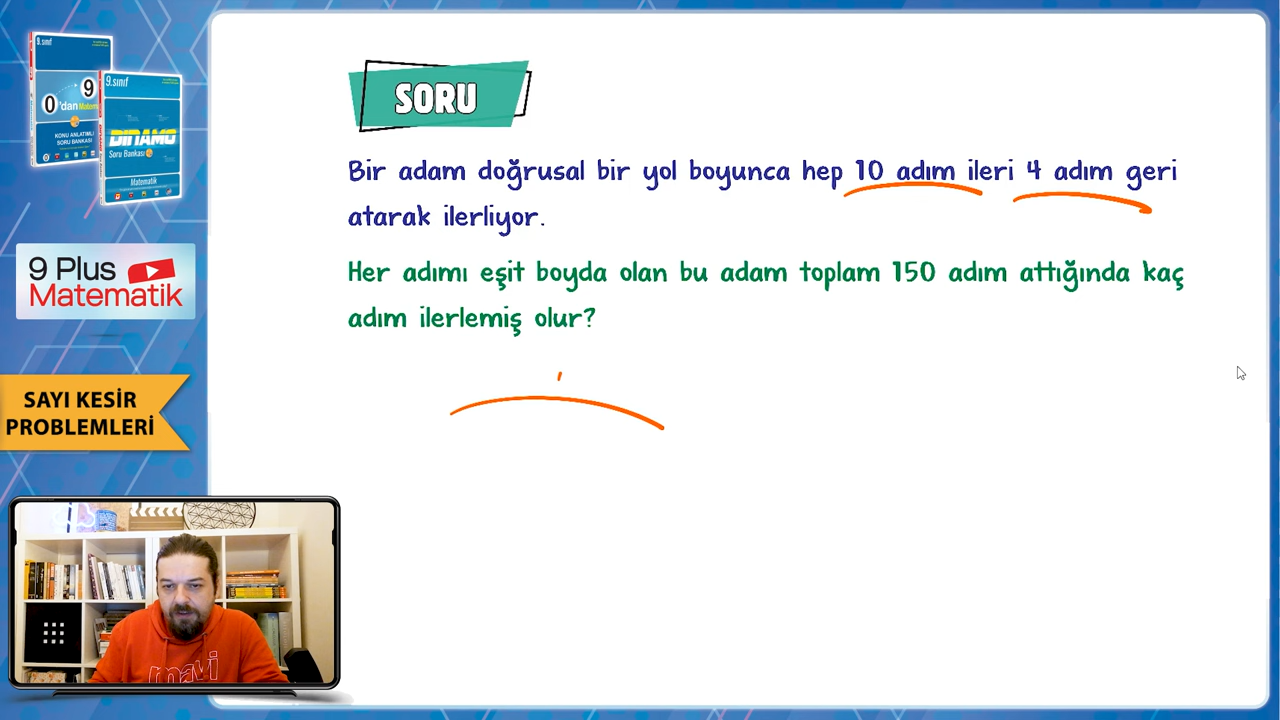 9.sınıf
0'dan 9 Matem
KONU ANLATIMLI
SORU BANKASI
9.sınıf
DİNAMO
Soru Bankası
Matematik
9 Plus
Matematik
SAYI KESİR
PROBLEMLERİ
SORU
Bir adam doğrusal bir yol boyunca hep 10 adım ileri 4 adım geri
atarak ilerliyor.
Her adımı eşit boyda olan bu adam toplam 150 adım attığında kaç
adım ilerlemiş olur?